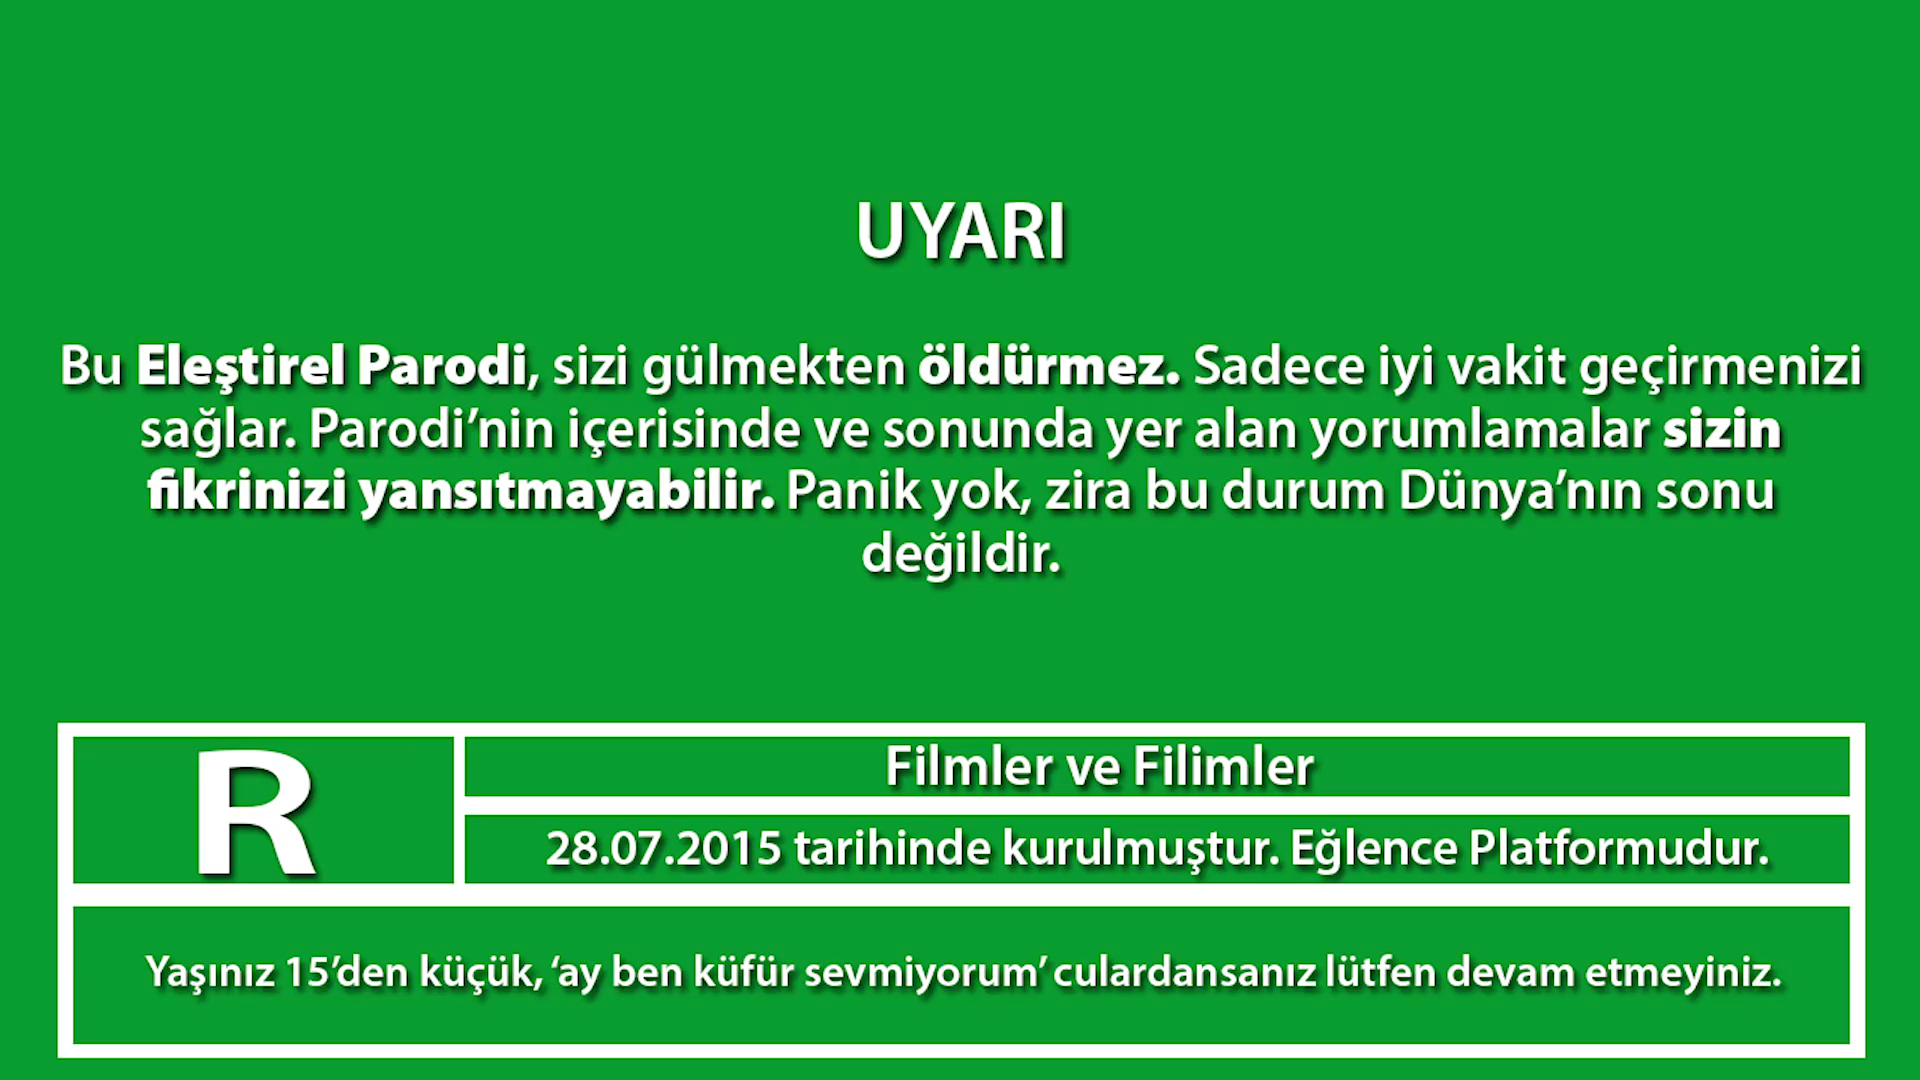 UYARI
Bu Eleştirel Parodi, sizi gülmekten öldürmez. Sadece iyi vakit geçirmenizi
sağlar. Parodi’nin içerisinde ve sonunda yer alan yorumlamalar sizin
fikrinizi yansıtmayabilir. Panik yok, zira bu durum Dünya’nın sonu
değildir.
R
Filmler ve Filimler
28.07.2015 tarihinde kurulmuştur. Eğlence Platformudur.
Yaşınız 15’den küçük, ‘ay ben küfür sevmiyorum’ culardansanız lütfen devam etmeyiniz.